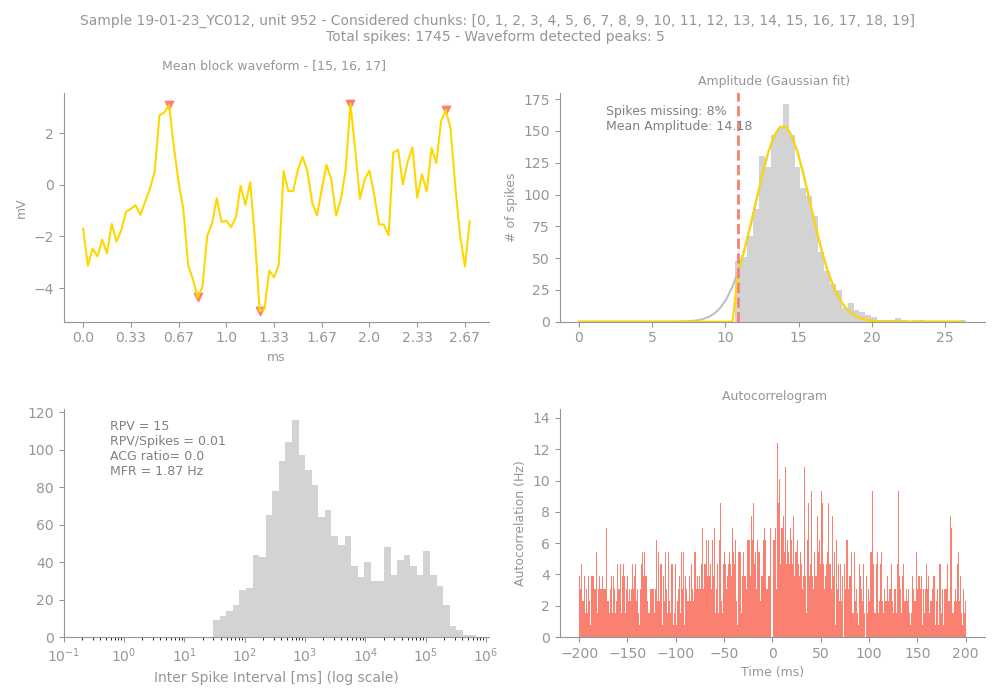 Sample 19-01-23_YC012, unit 952 - Considered chunks: [0, 1, 2, 3, 4, 5, 6, 7, 8, 9, 10, 11, 12, 13, 14, 15, 16, 17, 18, 19]
Total spikes: 1745 - Waveform detected peaks: 5
Mean block waveform - [15, 16, 17]
mV
2
0
−2
−4
0.0 0.33 0.67 1.0 1.33 1.67 2.0 2.33 2.67
ms
Amplitude (Gaussian fit)
Spikes missing: 8%
Mean Amplitude: 14.18
# of spikes
175
150
125
100
75
50
25
0
0 5 10 15 20 25
RPV = 15
RPV/Spikes = 0.01
ACG ratio= 0.0
MFR = 1.87 Hz
120
100
80
60
40
20
0
10⁻¹ 10⁰ 10¹ 10² 10³ 10⁴ 10⁵ 10⁶
Inter Spike Interval [ms] (log scale)
Autocorrelogram
Autocorrelation (Hz)
14
12
10
8
6
4
2
0
−200 −150 −100 −50 0 50 100 150 200
Time (ms)